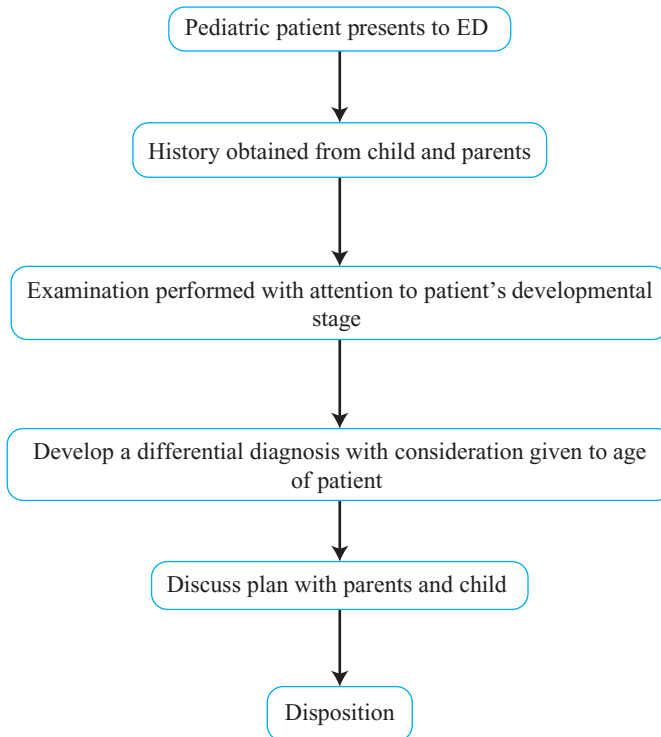 Pediatric patient presents to ED
History obtained from child and parents
Examination performed with attention to patient’s developmental
stage
Develop a differential diagnosis with consideration given to age
of patient
Discuss plan with parents and child
Disposition